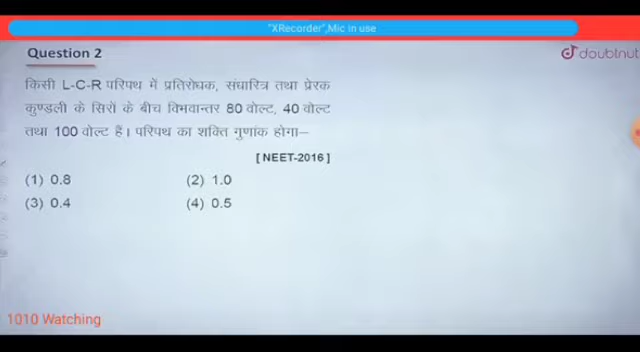 "XRecorder",Mic in use
Question 2
doubtnut
किसी L-C-R परिपथ में प्रतिरोधक, संधारित्र तथा प्रेरक
कुण्डली के सिरों के बीच विभवान्तर 80 वोल्ट, 40 वोल्ट
तथा 100 वोल्ट हैं। परिपथ का शक्ति गुणांक होगा–
[NEET-2016]
(1) 0.8 (2) 1.0
(3) 0.4 (4) 0.5
1010 Watching